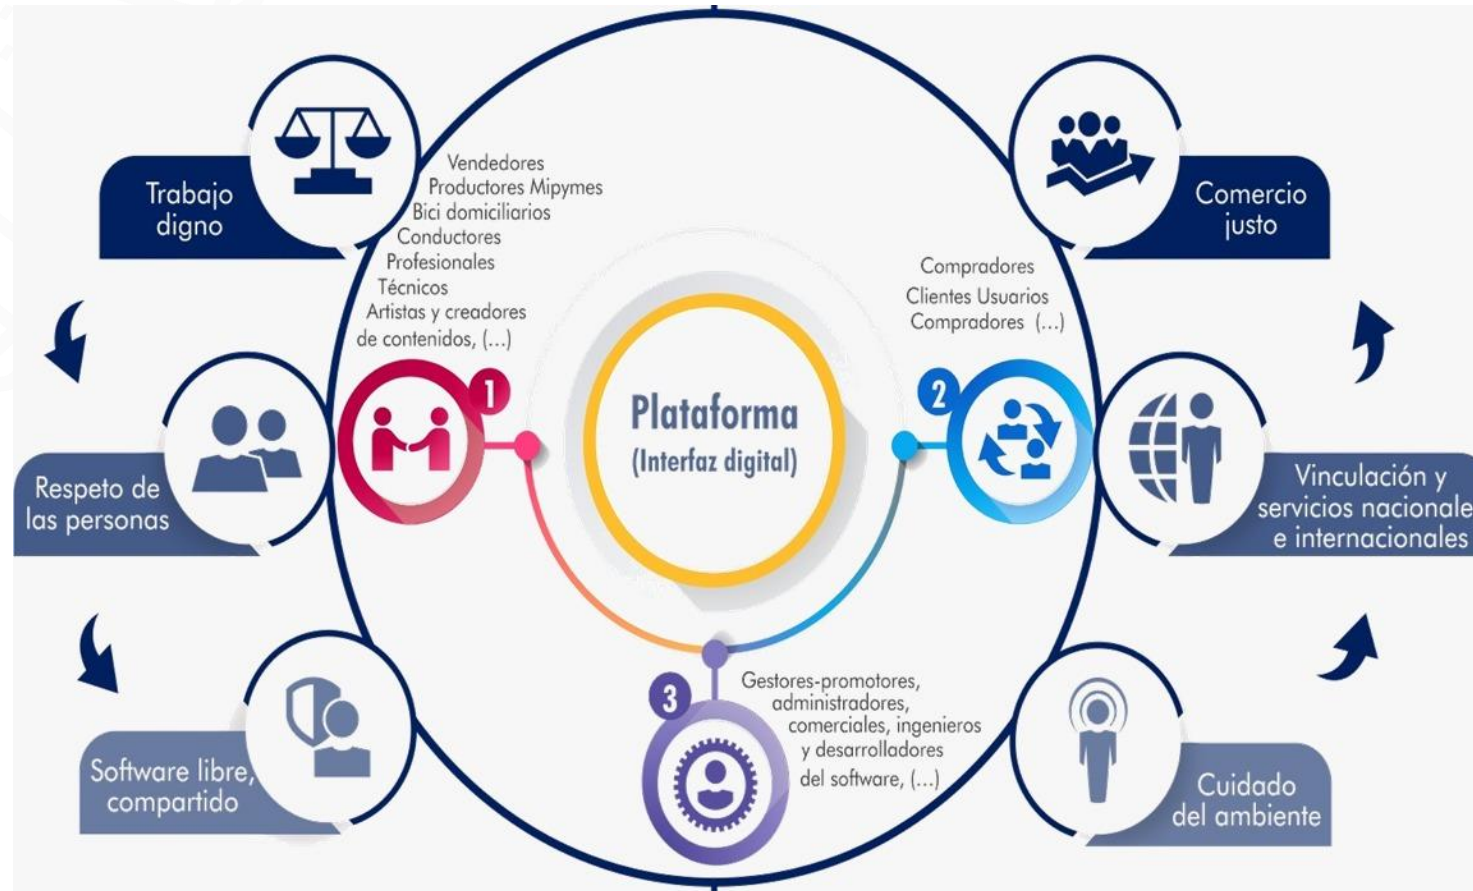 Trabajo
digno
Respeto de
las personas
Software libre,
compartido
Vendedores
Productores Mipymes
Bici domiciliarios
Conductores
Profesionales
Técnicos
Artistas y creadores
de contenidos, (...)
1
Plataforma
(Interfaz digital)
Compradores
Clientes Usuarios
Compradores (...)
2
3
Gestores-promotores,
administradores,
comerciales, ingenieros
y desarrolladores
del software, (...)
Comercio
justo
Vinculación y
servicios nacionale
e internacionales
Cuidado
del ambiente